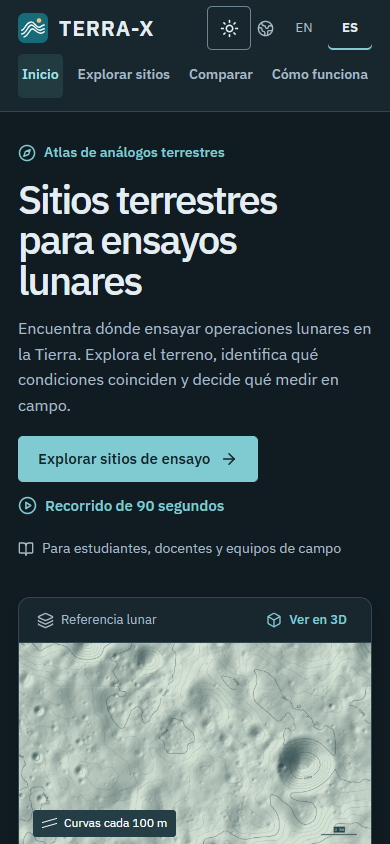 TERRA-X
EN
ES
Inicio
Explorar sitios
Comparar
Cómo funciona
Atlas de análogos terrestres
Sitios terrestres
para ensayos
lunares
Encuentra dónde ensayar operaciones lunares en
la Tierra. Explora el terreno, identifica qué
condiciones coinciden y decide qué medir en
campo.
Explorar sitios de ensayo
Recorrido de 90 segundos
Para estudiantes, docentes y equipos de campo
Referencia lunar
Ver en 3D
Curvas cada 100 m